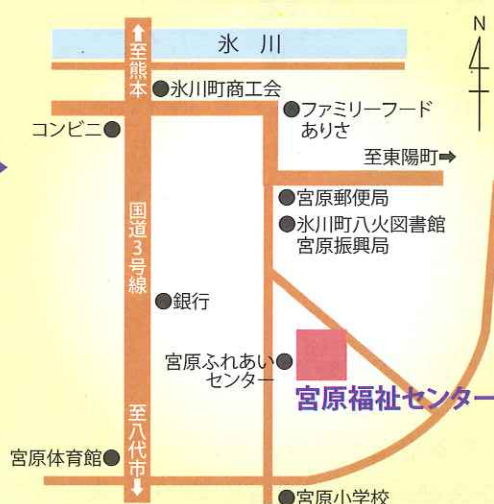 氷川
N
至熊本
氷川町商工会
ファミリーフード
ありさ
コンビニ
至東陽町
宮原郵便局
氷川町八火図書館
宮原振興局
国道3号線
銀行
宮原ふれあい
センター
宮原福祉センター
至八代市
宮原体育館
宮原小学校